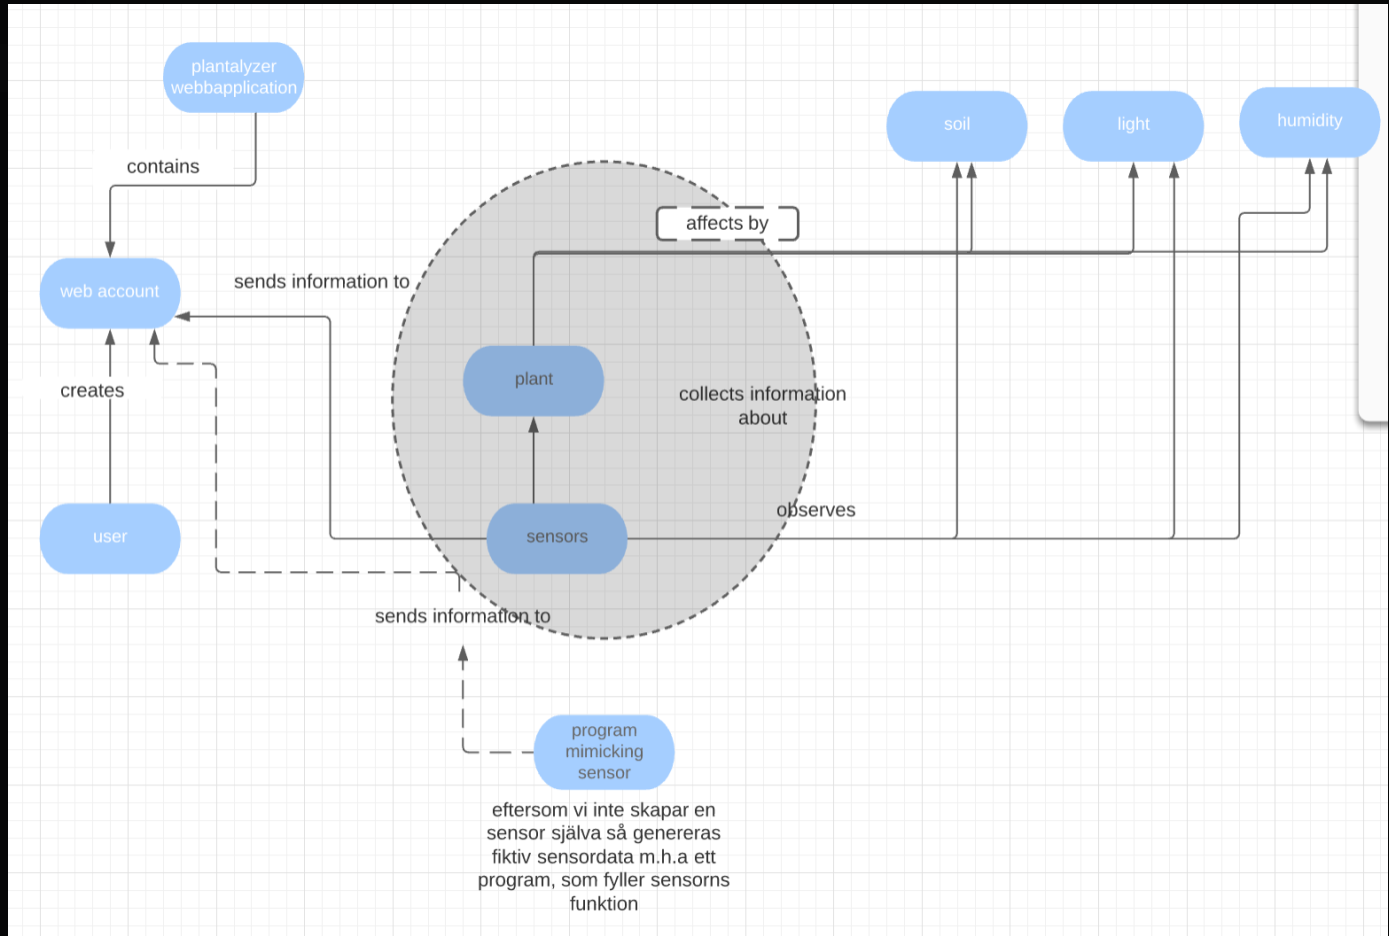 plantalyzer
webbapplication
soil
light
humidity
contains
affects by
web account
sends information to
plant
creates
collects information
about
observes
user
sensors
sends information to
program
mimicking
sensor
eftersom vi inte skapar en
sensor själva så genereras
fiktiv sensordata m.h.a ett
program, som fyller sensorns
funktion